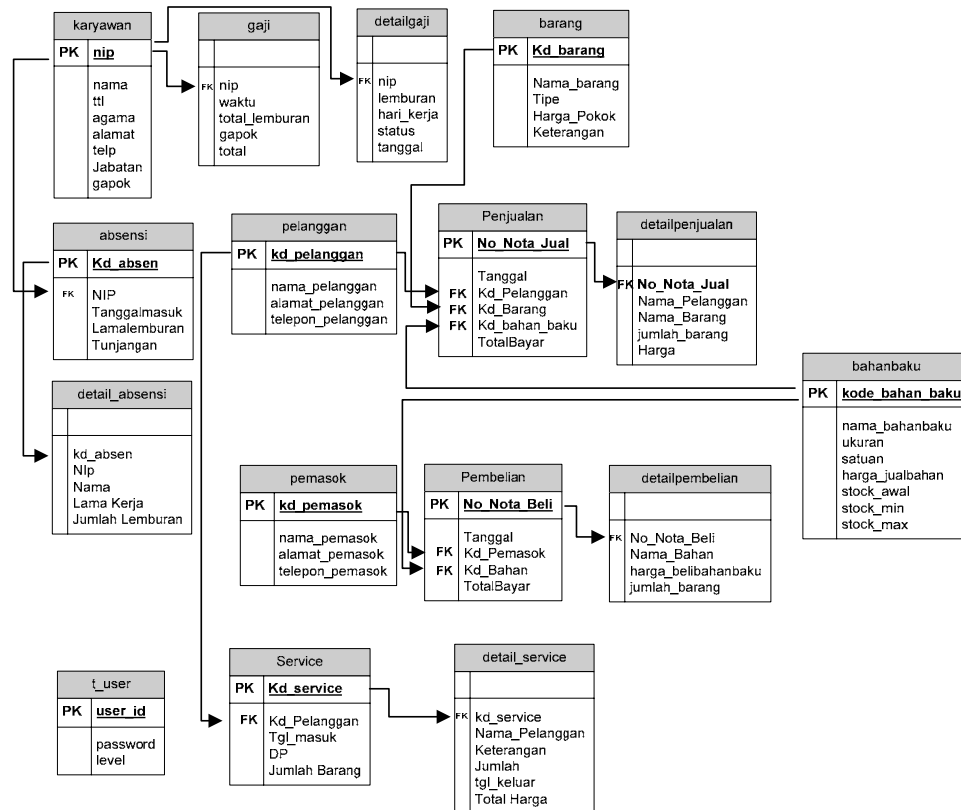 karyawan
PK nip
nama
ttl
agama
alamat
telp
Jabatan
gapok
gaji
FK nip
waktu
total_lemburan
gapok
total
detailgaji
FK nip
lemburan
hari_kerja
status
tanggal
barang
PK Kd_barang
Nama_barang
Tipe
Harga_Pokok
Keterangan
absensi
PK Kd_absen
FK NIP
Tanggalmasuk
Lamalemburan
Tunjangan
pelanggan
PK kd_pelanggan
nama_pelanggan
alamat_pelanggan
telepon_pelanggan
Penjualan
PK No_Nota_Jual
Tanggal
FK Kd_Pelanggan
FK Kd_Barang
FK Kd_bahan_baku
TotalBayar
detailpenjualan
FK No_Nota_Jual
Nama_Pelanggan
Nama_Barang
jumlah_barang
Harga
bahanbaku
PK kode_bahan_baku
nama_bahanbaku
ukuran
satuan
harga_jualbahan
stock_awal
stock_min
stock_max
detail_absensi
kd_absen
NIp
Nama
Lama Kerja
Jumlah Lemburan
pemasok
PK kd_pemasok
nama_pemasok
alamat_pemasok
telepon_pemasok
Pembelian
PK No_Nota_Beli
Tanggal
FK Kd_Pemasok
FK Kd_Bahan
TotalBayar
detailpembelian
FK No_Nota_Beli
Nama_Bahan
harga_belibahanbaku
jumlah_barang
t_user
PK user_id
password
level
Service
PK Kd_service
FK Kd_Pelanggan
Tgl_masuk
DP
Jumlah Barang
detail_service
FK kd_service
Nama_Pelanggan
Keterangan
Jumlah
tgl_keluar
Total Harga